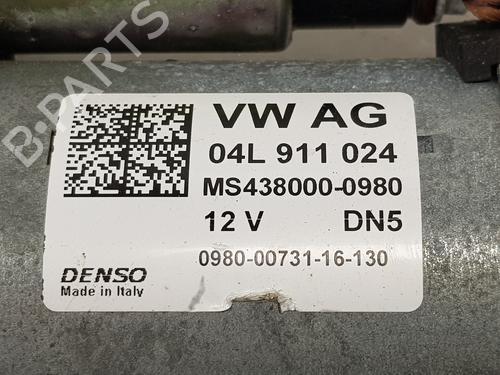 VW AG
04L 911 024
MS438000-0980
12 V DN5
0980-00731-16-130
DENSO
Made in Italy
B-PARTS